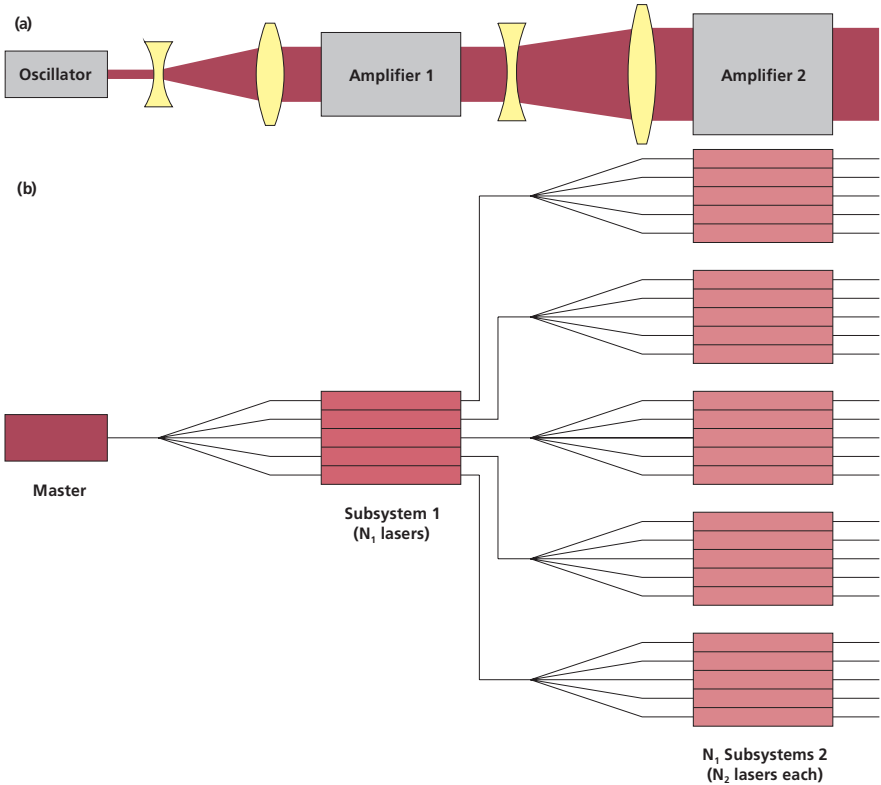 (a)
Oscillator
Amplifier 1
Amplifier 2
(b)
Master
Subsystem 1
(N₁ lasers)
N₁ Subsystems 2
(N₂ lasers each)